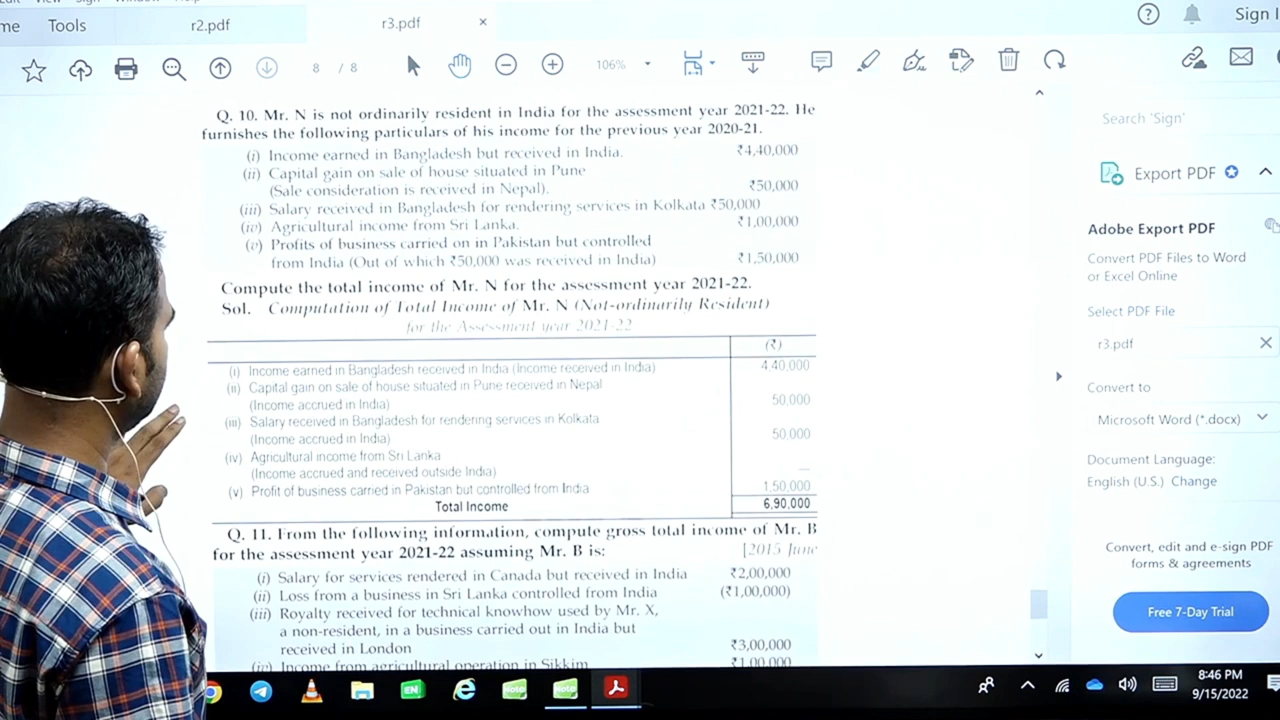 me Tools r2.pdf r3.pdf × Sign I
8 / 8 106%
Q. 10. Mr. N is not ordinarily resident in India for the assessment year 2021-22. He
furnishes the following particulars of his income for the previous year 2020-21.
(i) Income earned in Bangladesh but received in India. ₹4,40,000
(ii) Capital gain on sale of house situated in Pune
(Sale consideration is received in Nepal). ₹50,000
(iii) Salary received in Bangladesh for rendering services in Kolkata ₹50,000
(iv) Agricultural income from Sri Lanka. ₹1,00,000
(v) Profits of business carried on in Pakistan but controlled
from India (Out of which ₹50,000 was received in India) ₹1,50,000
Compute the total income of Mr. N for the assessment year 2021-22.
Sol. Computation of Total Income of Mr. N (Not-ordinarily Resident)
for the Assessment year 2021-22
(₹)
(i) Income earned in Bangladesh received in India (Income received in India) 4,40,000
(ii) Capital gain on sale of house situated in Pune received in Nepal
(Income accrued in India) 50,000
(iii) Salary received in Bangladesh for rendering services in Kolkata
(Income accrued in India) 50,000
(iv) Agricultural income from Sri Lanka
(Income accrued and received outside India) —
(v) Profit of business carried in Pakistan but controlled from India 1,50,000
Total Income 6,90,000
Q. 11. From the following information, compute gross total income of Mr. B
for the assessment year 2021-22 assuming Mr. B is: [2015 June
(i) Salary for services rendered in Canada but received in India ₹2,00,000
(ii) Loss from a business in Sri Lanka controlled from India (₹1,00,000)
(iii) Royalty received for technical knowhow used by Mr. X,
a non-resident, in a business carried out in India but
received in London ₹3,00,000
(iv) Income from agricultural operation in Sikkim ₹1,00,000
Search 'Sign'
Export PDF
Adobe Export PDF
Convert PDF Files to Word
or Excel Online
Select PDF File
r3.pdf ×
Convert to
Microsoft Word (*.docx)
Document Language:
English (U.S.) Change
Convert, edit and e-sign PDF
forms & agreements
Free 7-Day Trial
EN Note Note
8:46 PM
9/15/2022